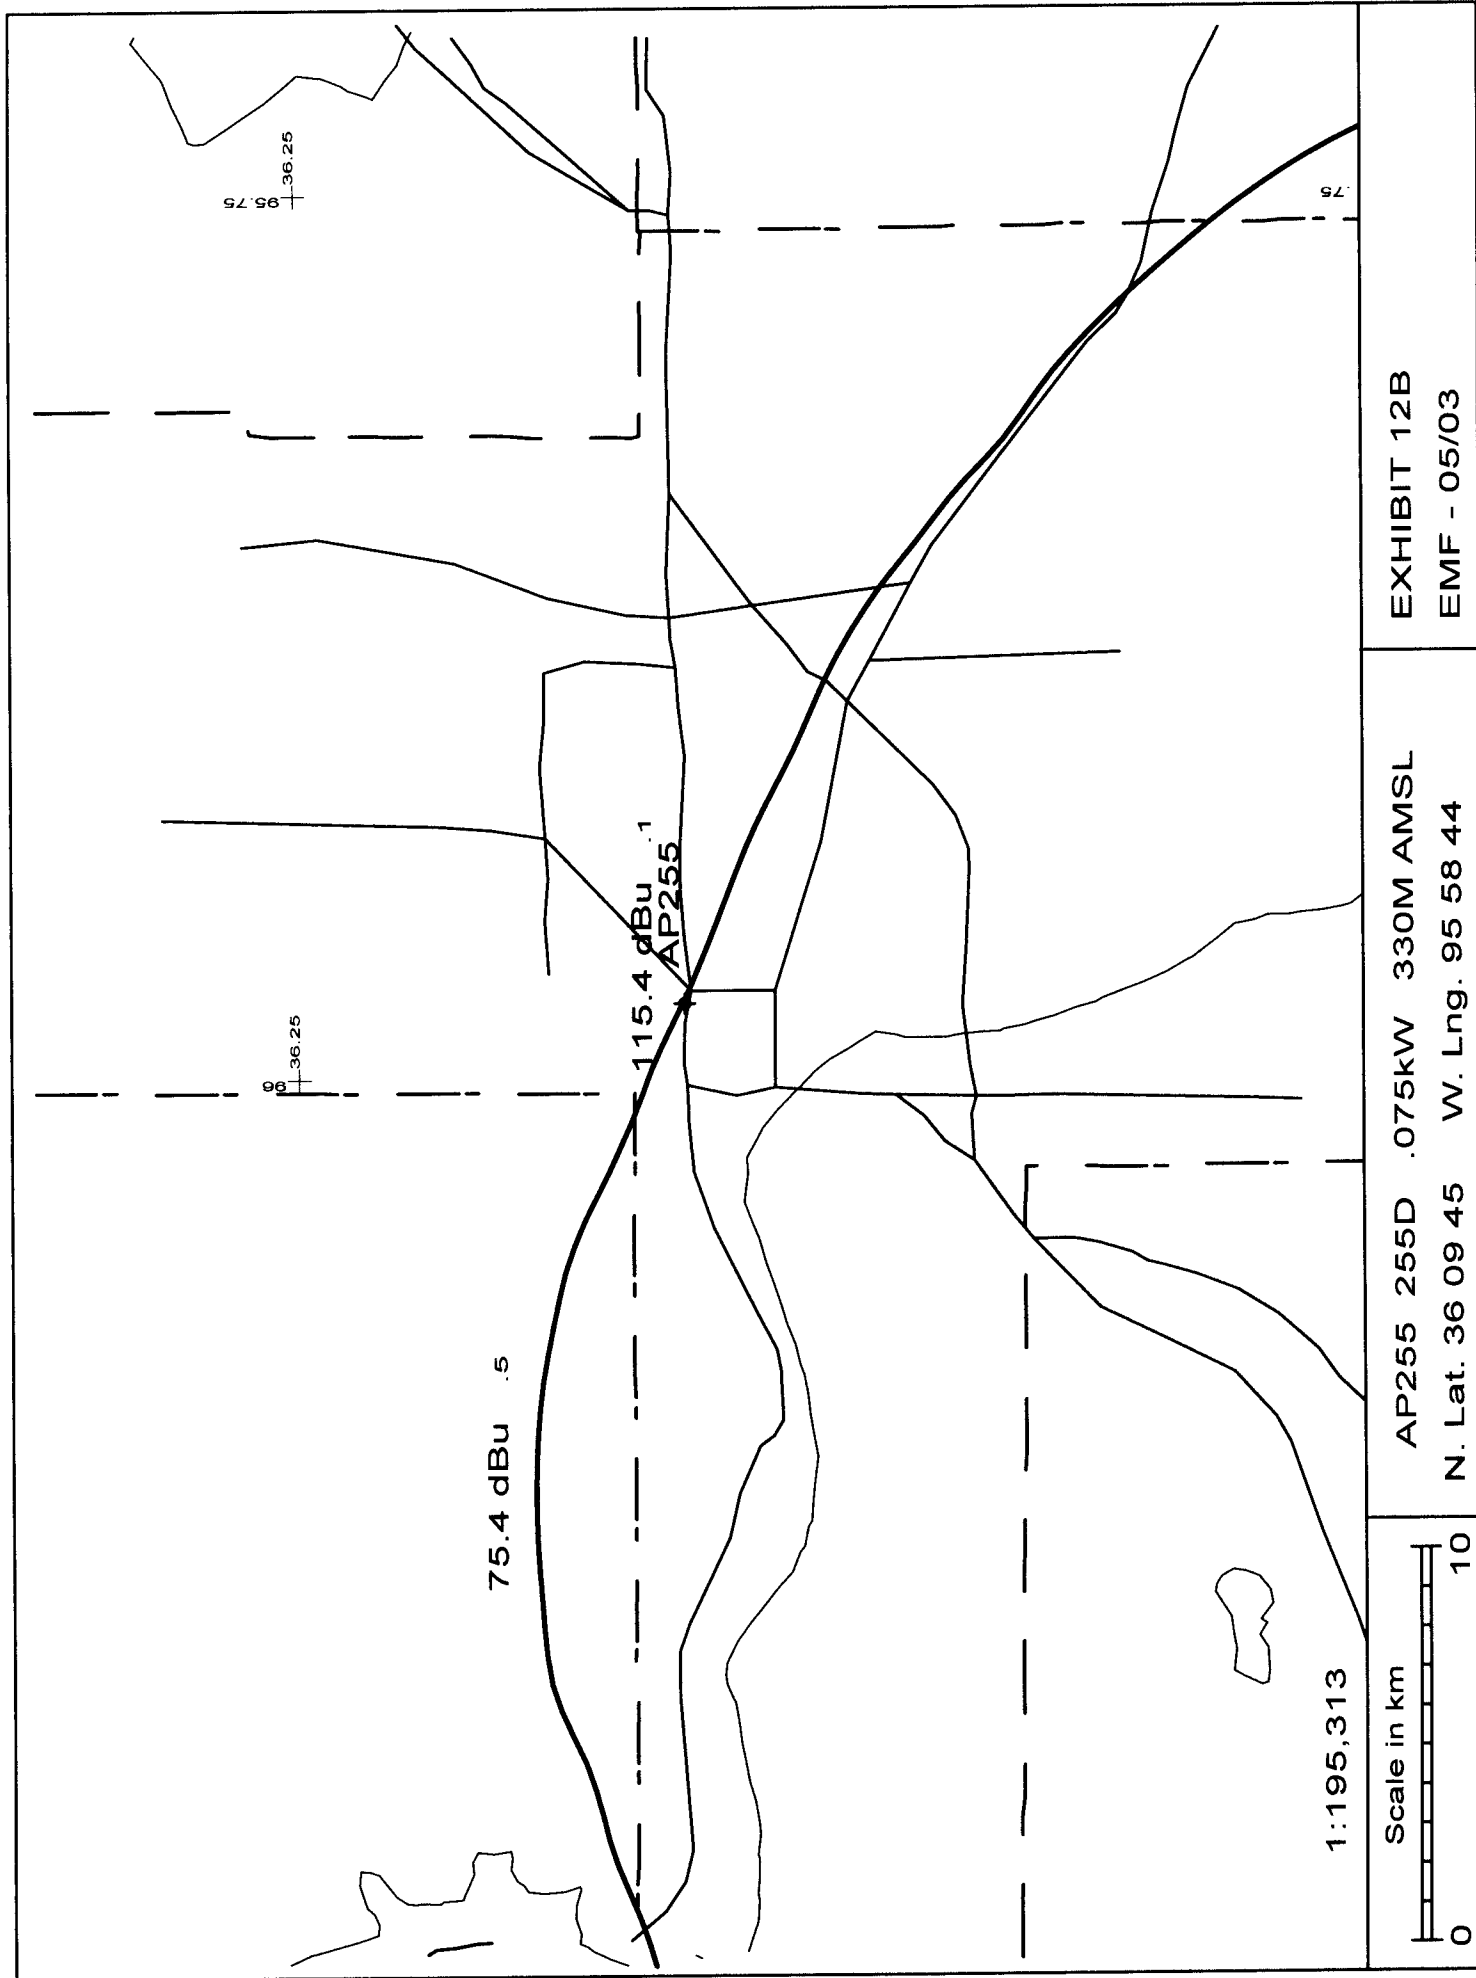 95.75
36.25
96
36.25
115.4 dBu .1
AP255
75.4 dBu .5
.75
1:195,313
Scale in km
0 10
AP255 255D .075kW 330M AMSL
N. Lat. 36 09 45 W. Lng. 95 58 44
EXHIBIT 12B
EMF - 05/03